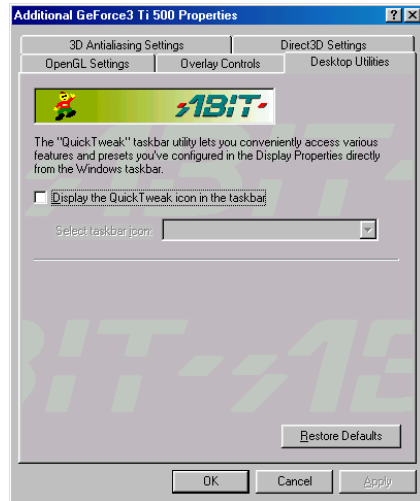 Additional GeForce3 Ti 500 Properties
3D Antialiasing Settings
Direct3D Settings
OpenGL Settings
Overlay Controls
Desktop Utilities
ABIT
The "QuickTweak" taskbar utility lets you conveniently access various
features and presets you've configured in the Display Properties directly
from the Windows taskbar.
Display the QuickTweak icon in the taskbar
Select taskbar icon:
BIT ABI
Restore Defaults
OK
Cancel
Apply